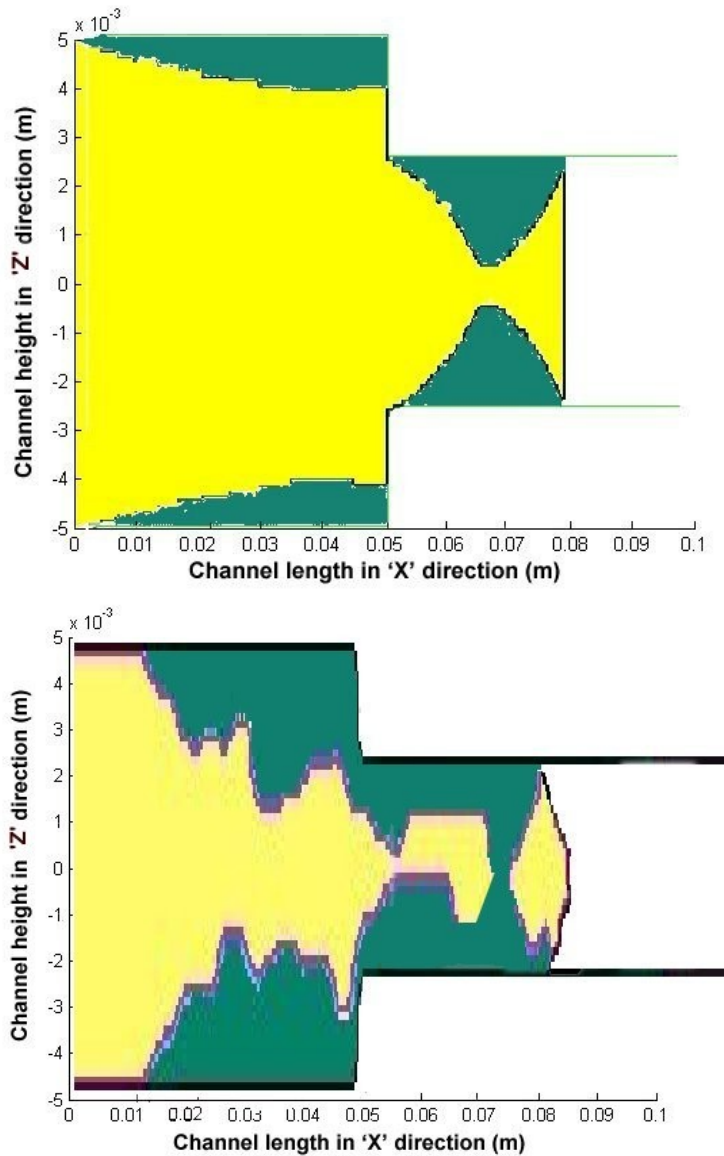 x 10⁻³
5
4
3
2
1
0
-1
-2
-3
-4
-5
Channel height in 'Z' direction (m)
0 0.01 0.02 0.03 0.04 0.05 0.06 0.07 0.08 0.09 0.1
Channel length in ‘X’ direction (m)
x 10⁻³
5
4
3
2
1
0
-1
-2
-3
-4
-5
Channel height in 'Z' direction (m)
0 0.01 0.02 0.03 0.04 0.05 0.06 0.07 0.08 0.09 0.1
Channel length in ‘X’ direction (m)